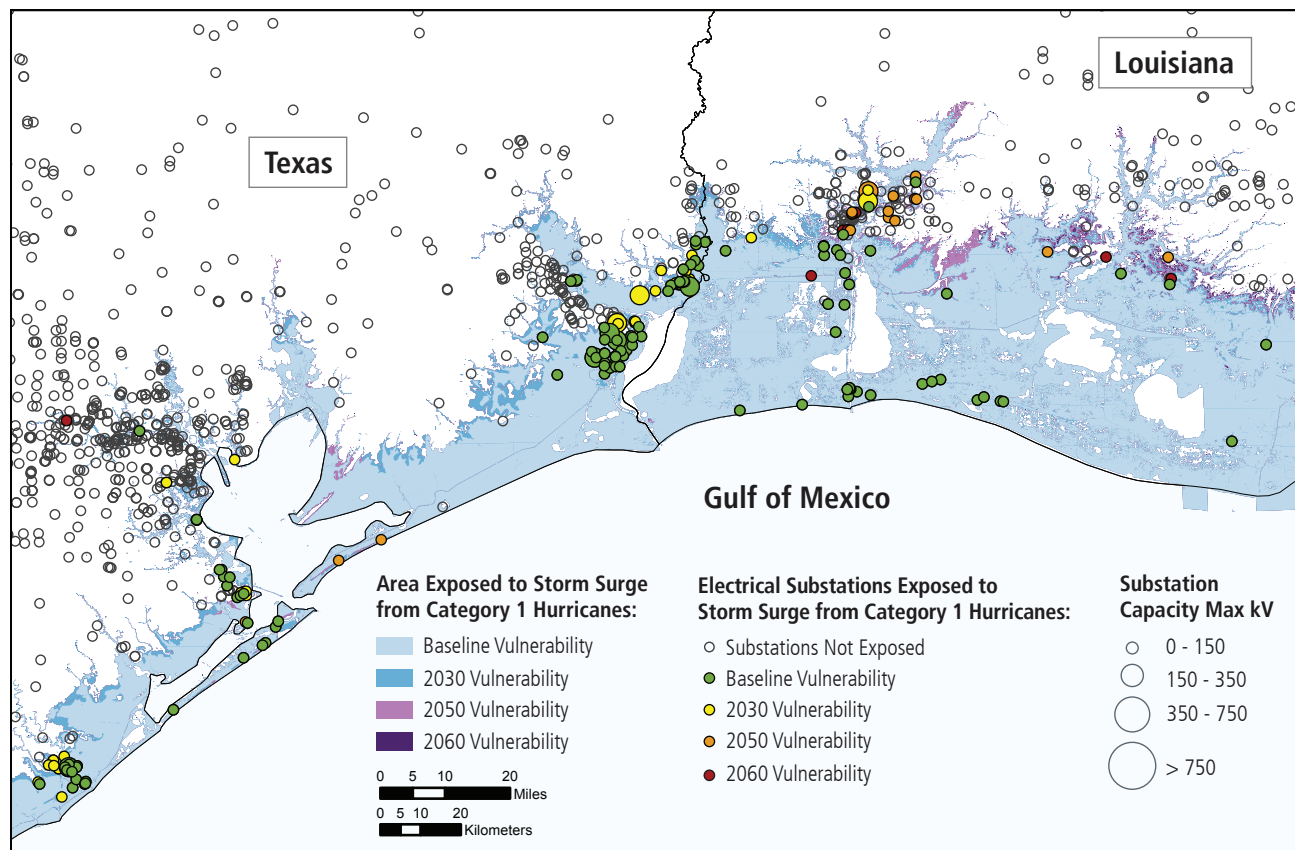 Louisiana
Texas
Gulf of Mexico
Area Exposed to Storm Surge
from Category 1 Hurricanes:
Baseline Vulnerability
2030 Vulnerability
2050 Vulnerability
2060 Vulnerability
0 10 20
Miles
0 5 10 20
Kilometers
Electrical Substations Exposed to
Storm Surge from Category 1 Hurricanes:
Substations Not Exposed
Baseline Vulnerability
2030 Vulnerability
2050 Vulnerability
2060 Vulnerability
Substation
Capacity Max kV
0 - 150
150 - 350
350 - 750
> 750